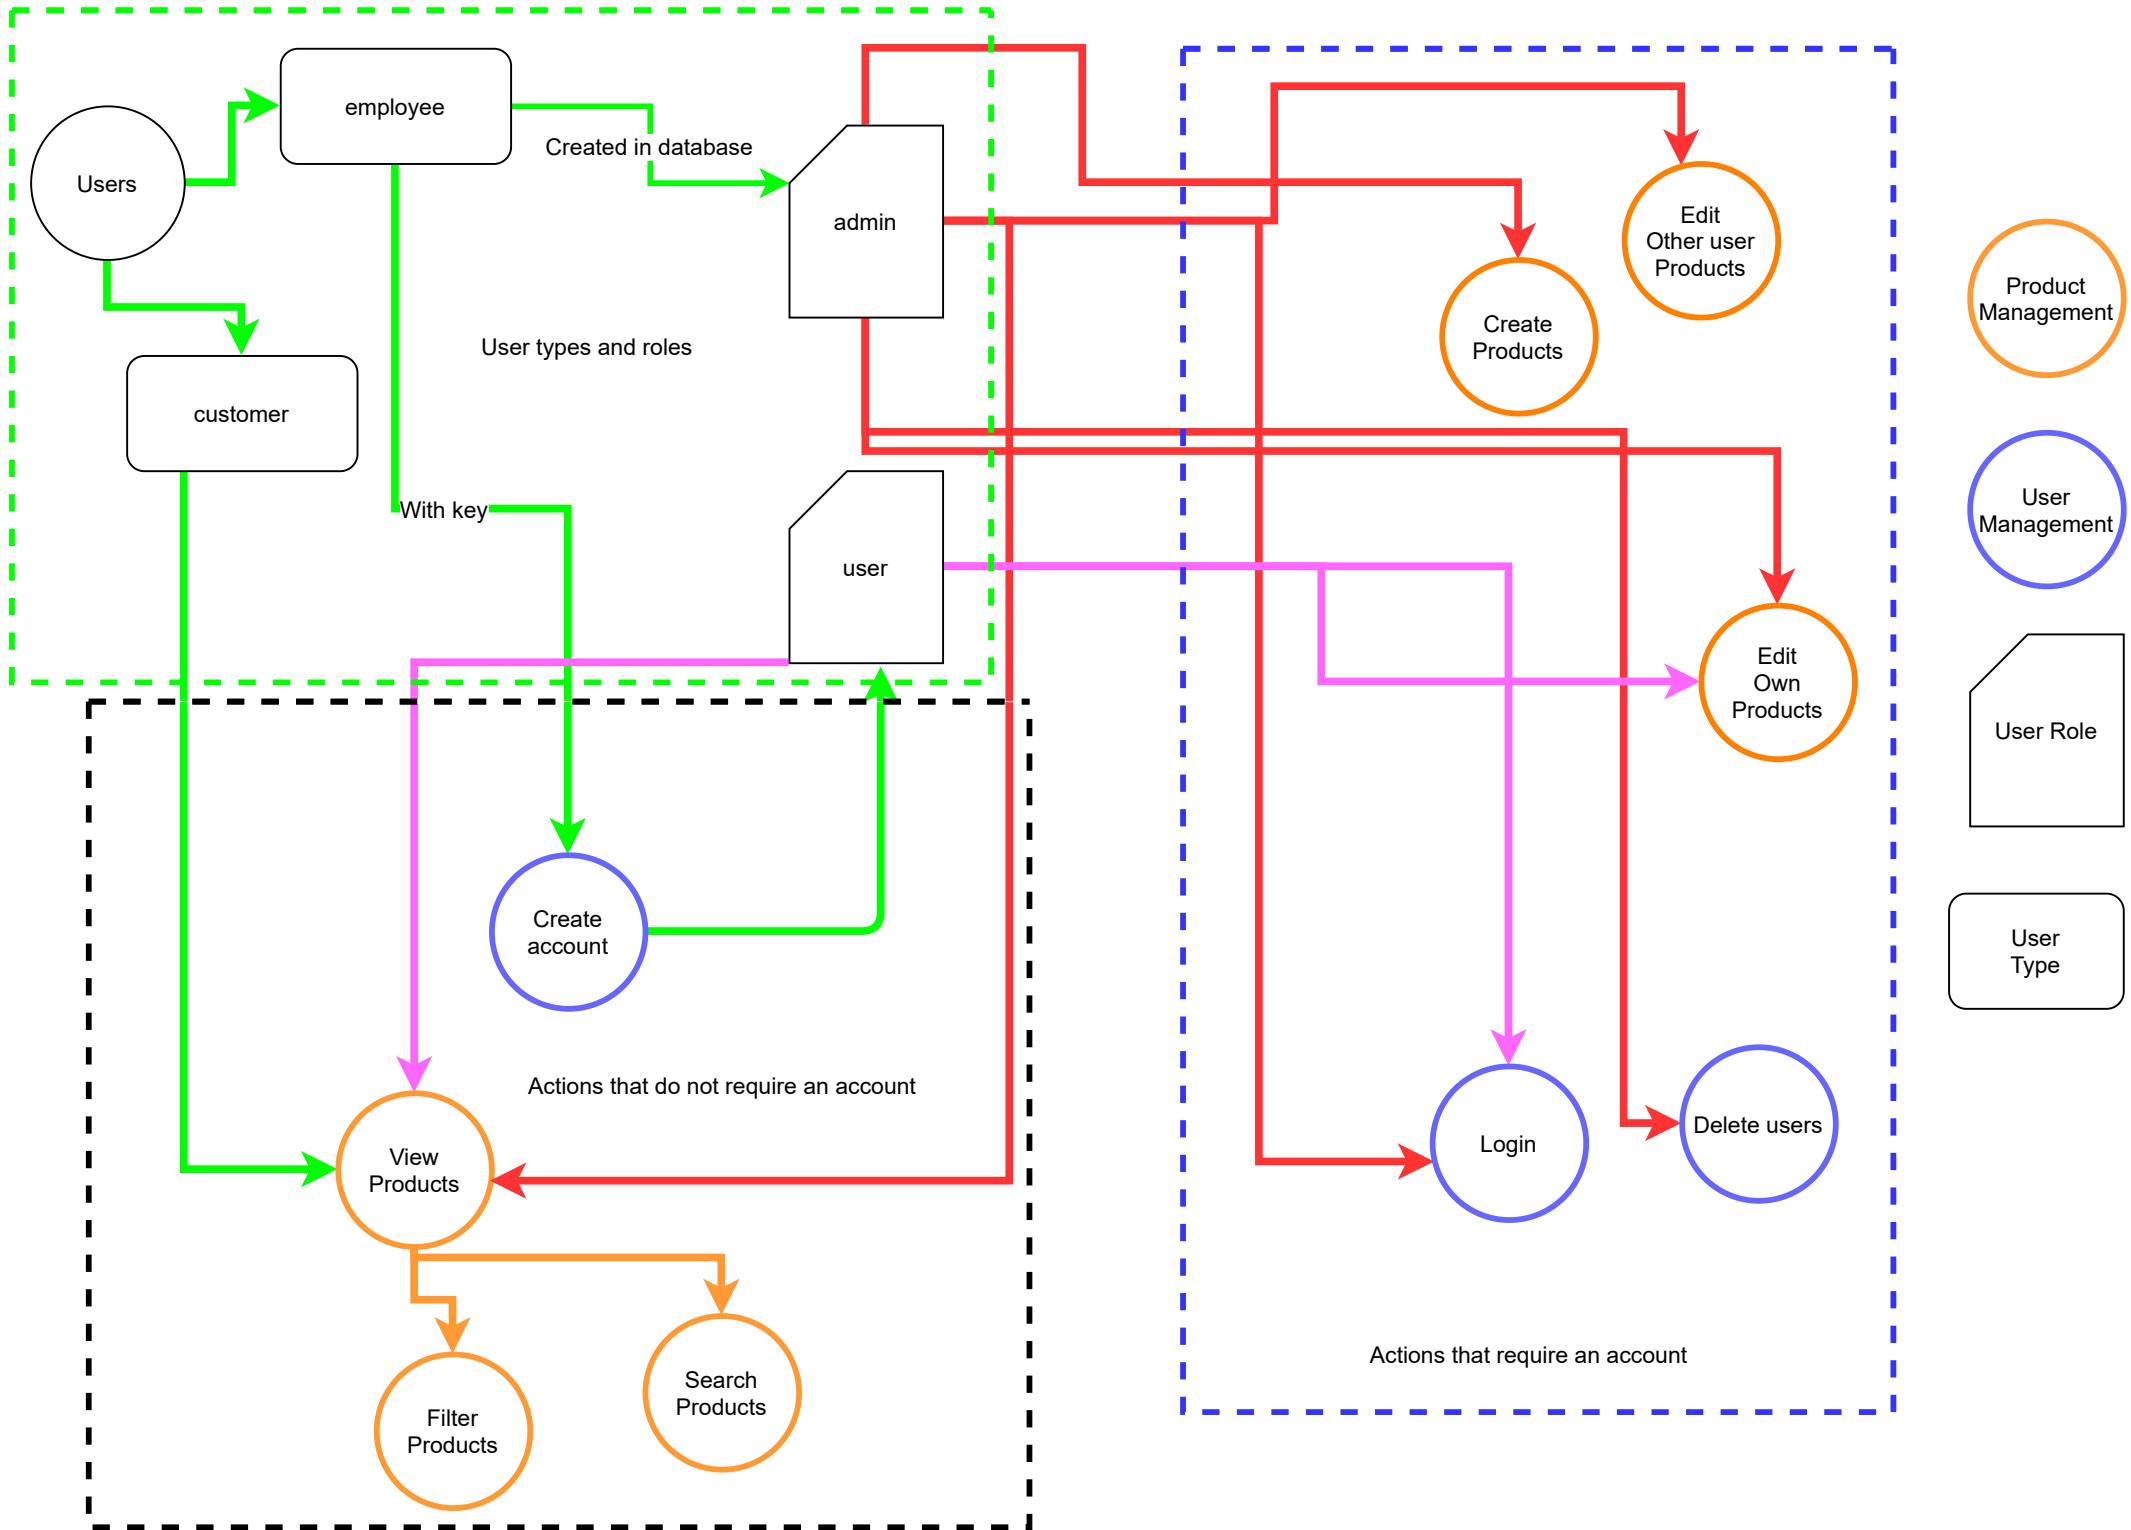 employee
Created in database
Users
admin
User types and roles
customer
With key
user
Edit
Other user
Products
Create
Products
Edit
Own
Products
Login
Delete users
Actions that require an account
Create
account
Actions that do not require an account
View
Products
Filter
Products
Search
Products
Product
Management
User
Management
User Role
User
Type